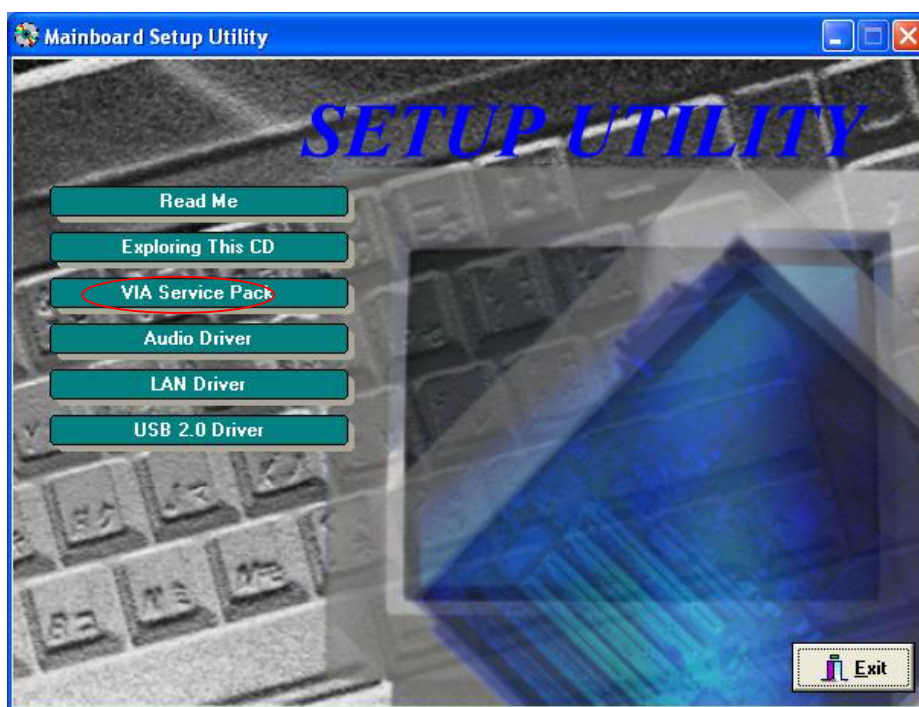 Mainboard Setup Utility
SETUP UTILITY
Read Me
Exploring This CD
VIA Service Pack
Audio Driver
LAN Driver
USB 2.0 Driver
Exit